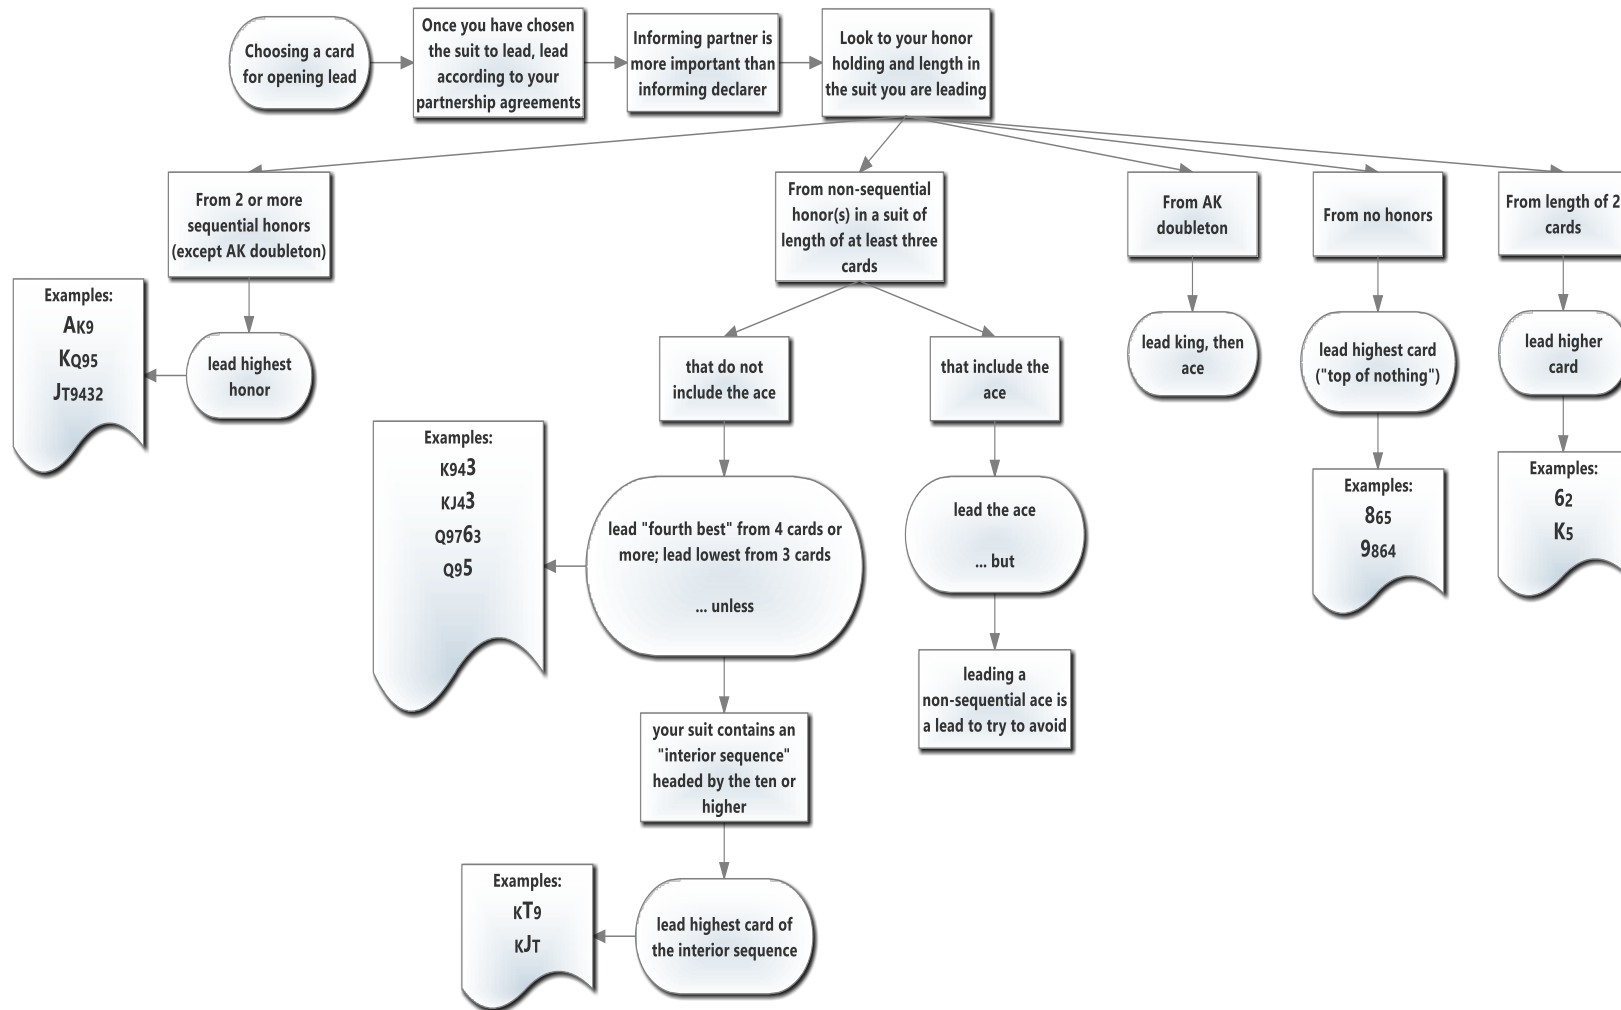 Choosing a card
for opening lead
Once you have chosen
the suit to lead, lead
according to your
partnership agreements
Informing partner is
more important than
informing declarer
Look to your honor
holding and length in
the suit you are leading
From 2 or more
sequential honors
(except AK doubleton)
From non-sequential
honor(s) in a suit of
length of at least three
cards
From AK
doubleton
From no honors
From length of 2
cards
Examples:
AK9
KQ95
JT9432
lead highest
honor
that do not
include the ace
that include the
ace
lead king, then
ace
lead highest card
("top of nothing")
lead higher
card
Examples:
K943
KJ43
Q9763
Q95
lead "fourth best" from 4 cards or
more; lead lowest from 3 cards
... unless
lead the ace
... but
Examples:
865
9864
Examples:
62
K5
leading a
non-sequential ace is
a lead to try to avoid
your suit contains an
"interior sequence"
headed by the ten or
higher
Examples:
KT9
KJT
lead highest card of
the interior sequence